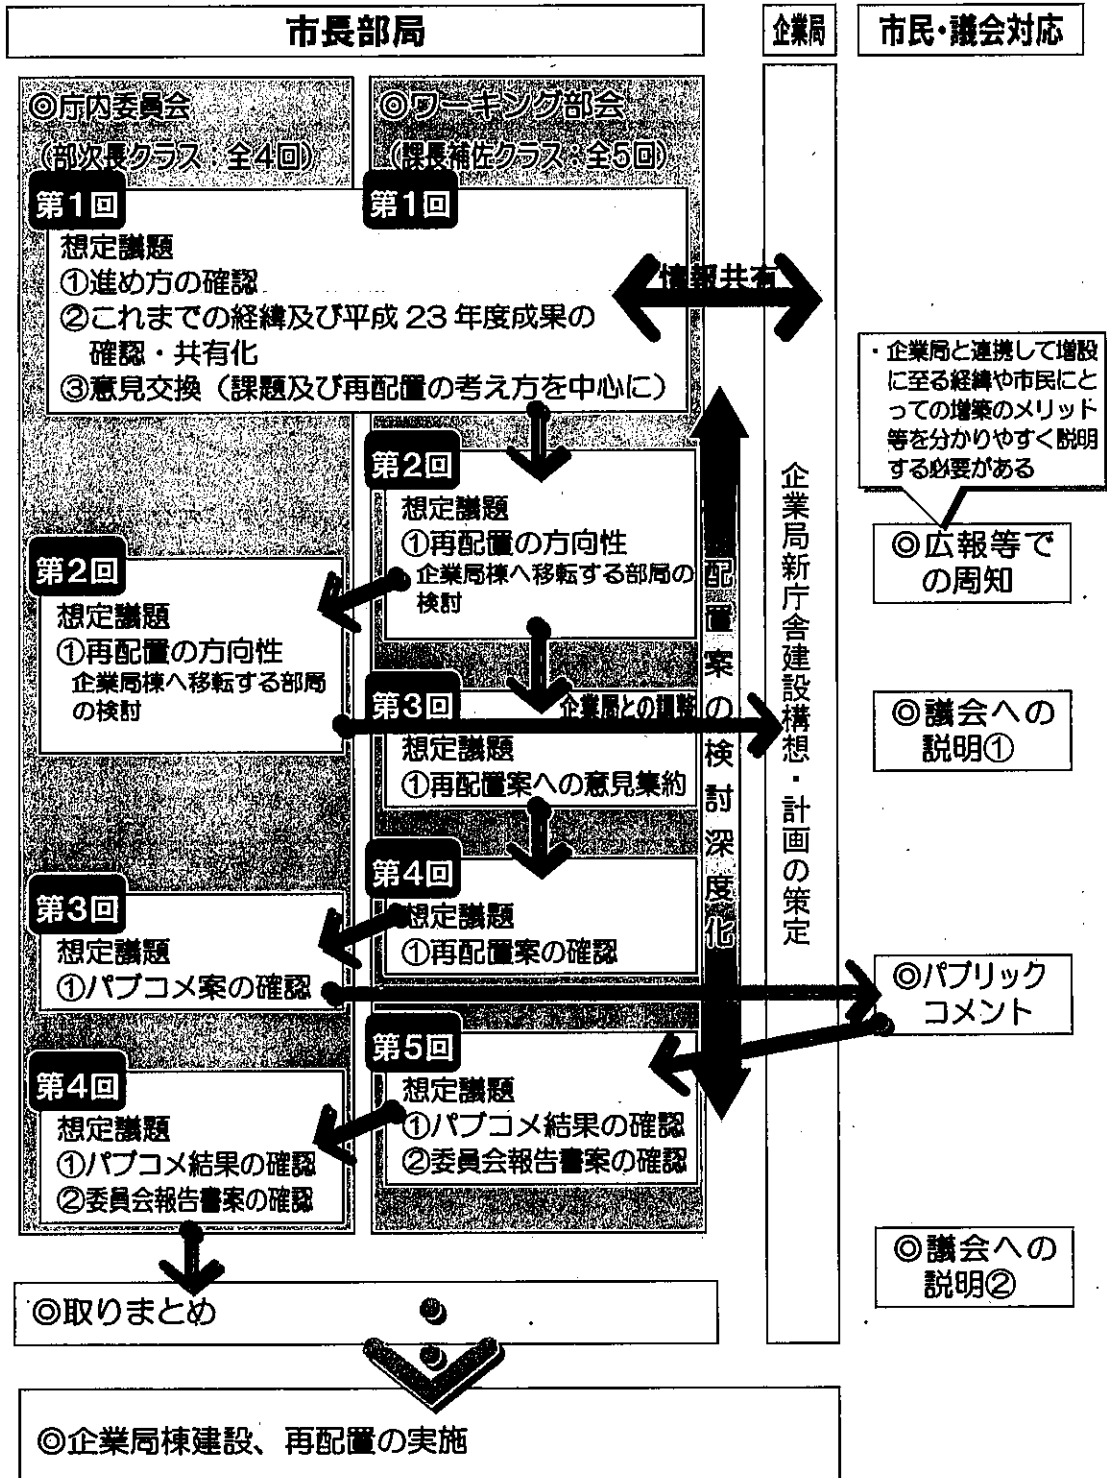 市長部局
企業局
市民・議会対応
◎庁内委員会
(部次長クラス:全4回)
◎ワーキング部会
(課長補佐クラス:全5回)
第1回
第1回
想定議題
①進め方の確認
②これまでの経緯及び平成23年度成果の
確認・共有化
③意見交換(課題及び再配置の考え方を中心に)
情報共有
・企業局と連携して増設
に至る経緯や市民にと
っての増築のメリット
等を分かりやすく説明
する必要がある
第2回
想定議題
①再配置の方向性
企業局棟へ移転する部局の
検討
第2回
想定議題
①再配置の方向性
企業局棟へ移転する部局
の検討
配置案の検討深度化
企業局新庁舎建設構想・計画の策定
◎広報等で
の周知
第3回
企業局との調整
想定議題
①再配置案への意見集約
◎議会への
説明①
第4回
想定議題
①再配置案の確認
第3回
想定議題
①パブコメ案の確認
◎パブリック
コメント
第5回
想定議題
①パブコメ結果の確認
②委員会報告書案の確認
第4回
想定議題
①パブコメ結果の確認
②委員会報告書案の確認
◎議会への
説明②
◎取りまとめ
◎企業局棟建設、再配置の実施